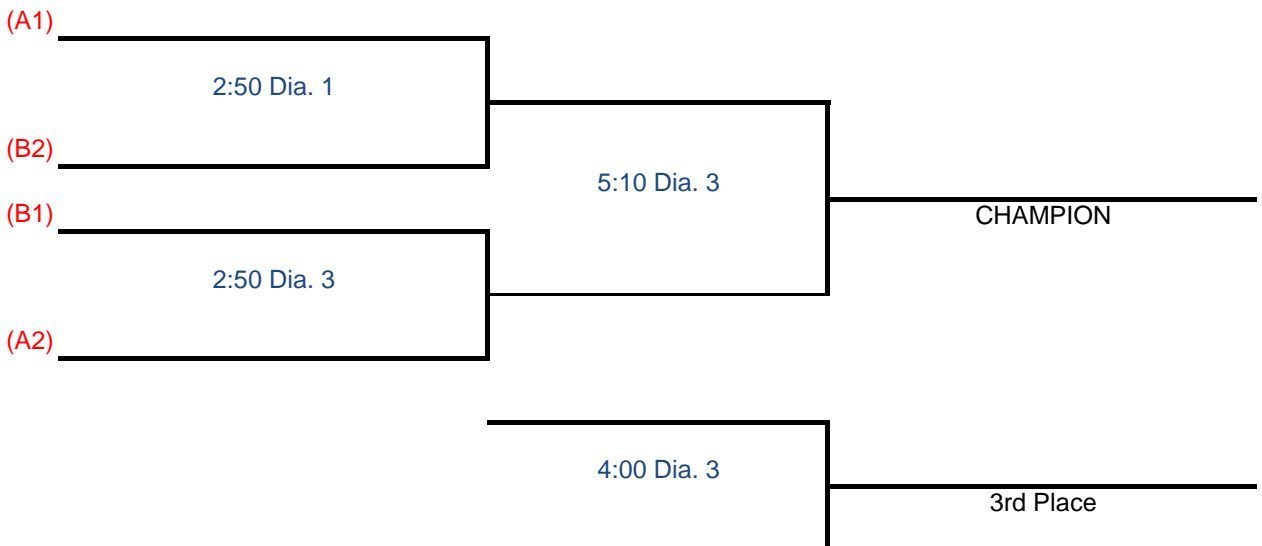 (A1)
2:50 Dia. 1
(B2)
5:10 Dia. 3
(B1)
CHAMPION
2:50 Dia. 3
(A2)
4:00 Dia. 3
3rd Place